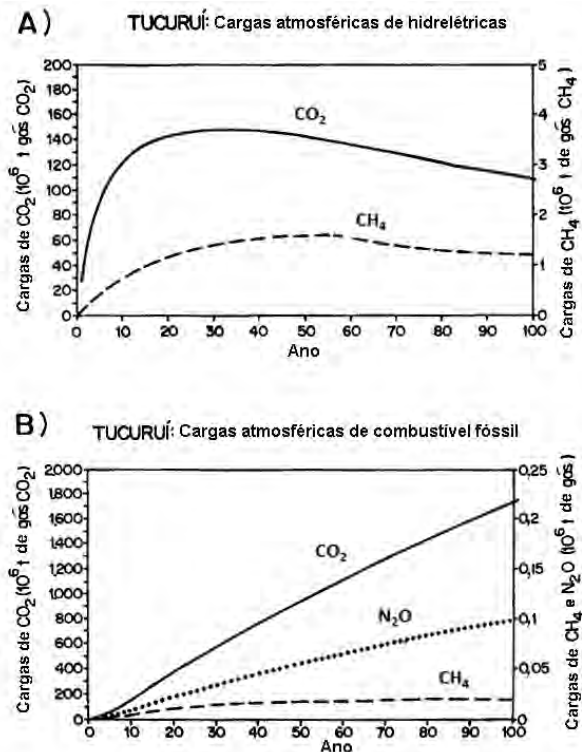 A) TUCURUÍ: Cargas atmosféricas de hidrelétricas
Cargas de CO₂ (10⁶ t gás CO₂)
200
180
160
140
120
100
80
60
40
20
0
CO₂
CH₄
5
4
3
2
1
0
Cargas de CH₄ (10⁶ t de gás CH₄)
0 10 20 30 40 50 60 70 80 90 100
Ano
B) TUCURUÍ: Cargas atmosféricas de combustível fóssil
Cargas de CO₂ (10⁶ t de gás CO₂)
2000
1800
1600
1400
1200
1000
800
600
400
200
0
CO₂
N₂O
CH₄
0,25
0,2
0,15
0,1
0,05
0
Cargas de CH₄ e N₂O (10⁶ t de gás)
0 10 20 30 40 50 60 70 80 90 100
Ano